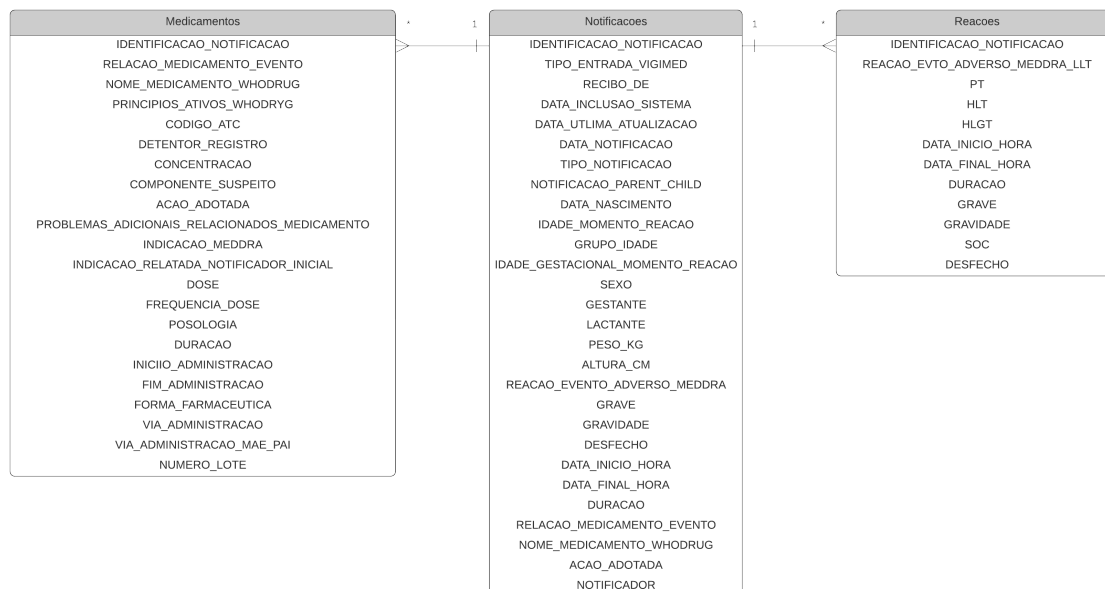 Medicamentos
IDENTIFICACAO_NOTIFICACAO
RELACAO_MEDICAMENTO_EVENTO
NOME_MEDICAMENTO_WHODRUG
PRINCIPIOS_ATIVOS_WHODRYG
CODIGO_ATC
DETENTOR_REGISTRO
CONCENTRACAO
COMPONENTE_SUSPEITO
ACAO_ADOTADA
PROBLEMAS_ADICIONAIS_RELACIONADOS_MEDICAMENTO
INDICACAO_MEDDRA
INDICACAO_RELATADA_NOTIFICADOR_INICIAL
DOSE
FREQUENCIA_DOSE
POSOLOGIA
DURACAO
INICIIO_ADMINISTRACAO
FIM_ADMINISTRACAO
FORMA_FARMACEUTICA
VIA_ADMINISTRACAO
VIA_ADMINISTRACAO_MAE_PAI
NUMERO_LOTE
* 1
Notificacoes
IDENTIFICACAO_NOTIFICACAO
TIPO_ENTRADA_VIGIMED
RECIBO_DE
DATA_INCLUSAO_SISTEMA
DATA_UTLIMA_ATUALIZACAO
DATA_NOTIFICACAO
TIPO_NOTIFICACAO
NOTIFICACAO_PARENT_CHILD
DATA_NASCIMENTO
IDADE_MOMENTO_REACAO
GRUPO_IDADE
IDADE_GESTACIONAL_MOMENTO_REACAO
SEXO
GESTANTE
LACTANTE
PESO_KG
ALTURA_CM
REACAO_EVENTO_ADVERSO_MEDDRA
GRAVE
GRAVIDADE
DESFECHO
DATA_INICIO_HORA
DATA_FINAL_HORA
DURACAO
RELACAO_MEDICAMENTO_EVENTO
NOME_MEDICAMENTO_WHODRUG
ACAO_ADOTADA
NOTIFICADOR
1 *
Reacoes
IDENTIFICACAO_NOTIFICACAO
REACAO_EVTO_ADVERSO_MEDDRA_LLT
PT
HLT
HLGT
DATA_INICIO_HORA
DATA_FINAL_HORA
DURACAO
GRAVE
GRAVIDADE
SOC
DESFECHO